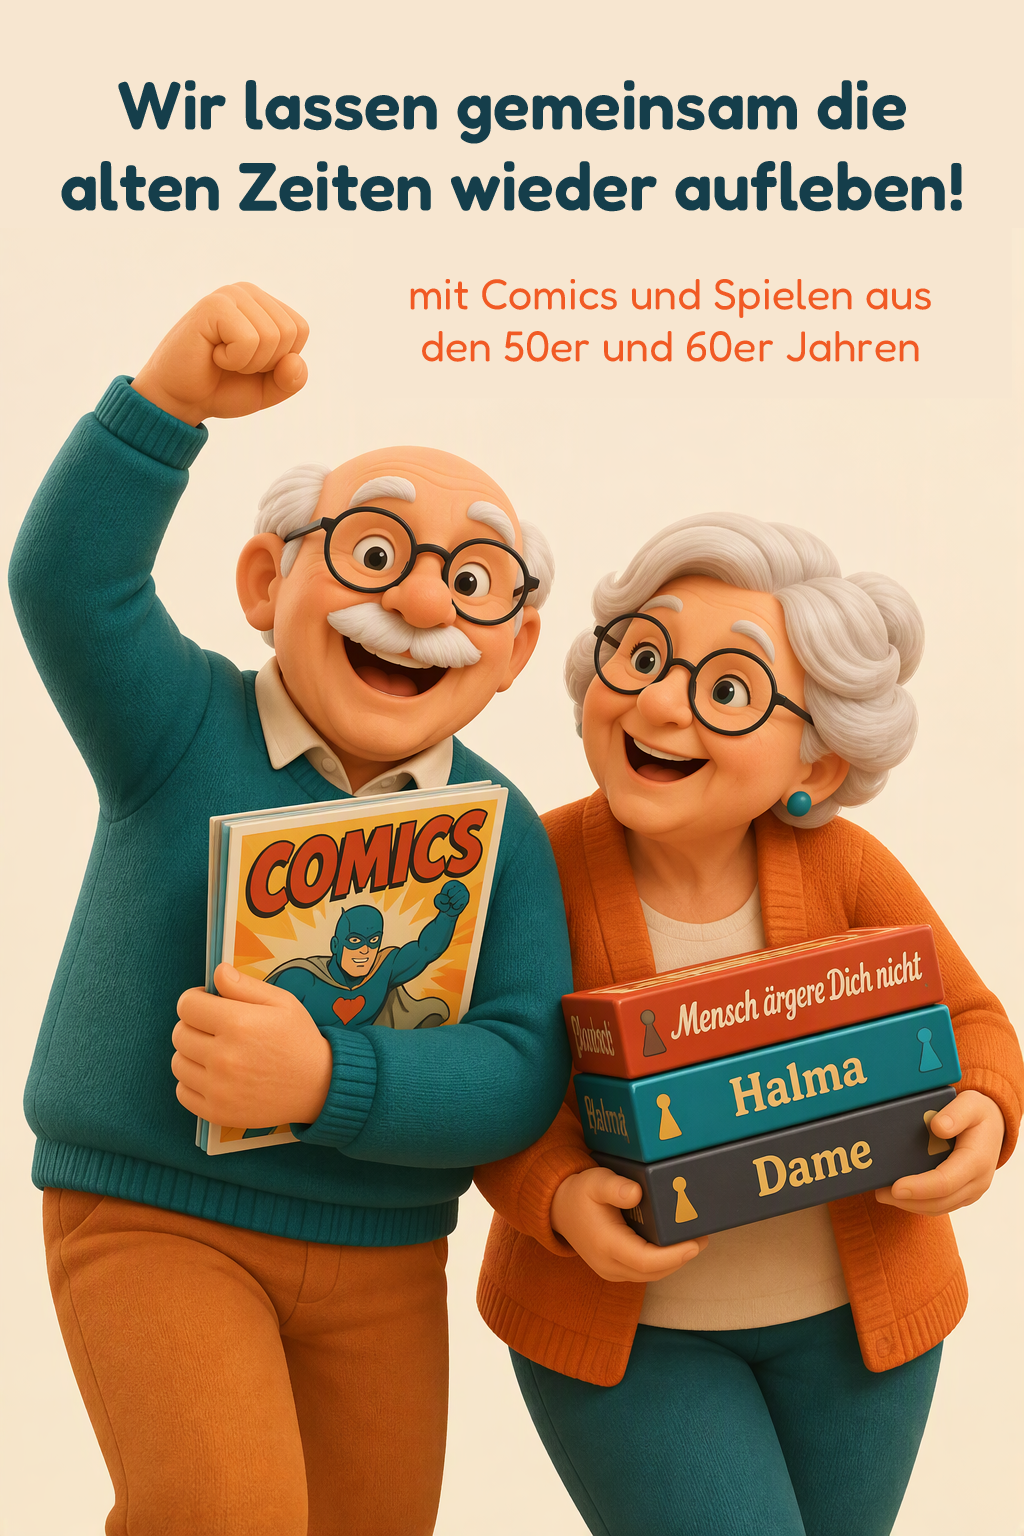 Wir lassen gemeinsam die
alten Zeiten wieder aufleben!
mit Comics und Spielen aus
den 50er und 60er Jahren
COMICS
Mensch ärgere Dich nicht
Halma
Halma
Dame